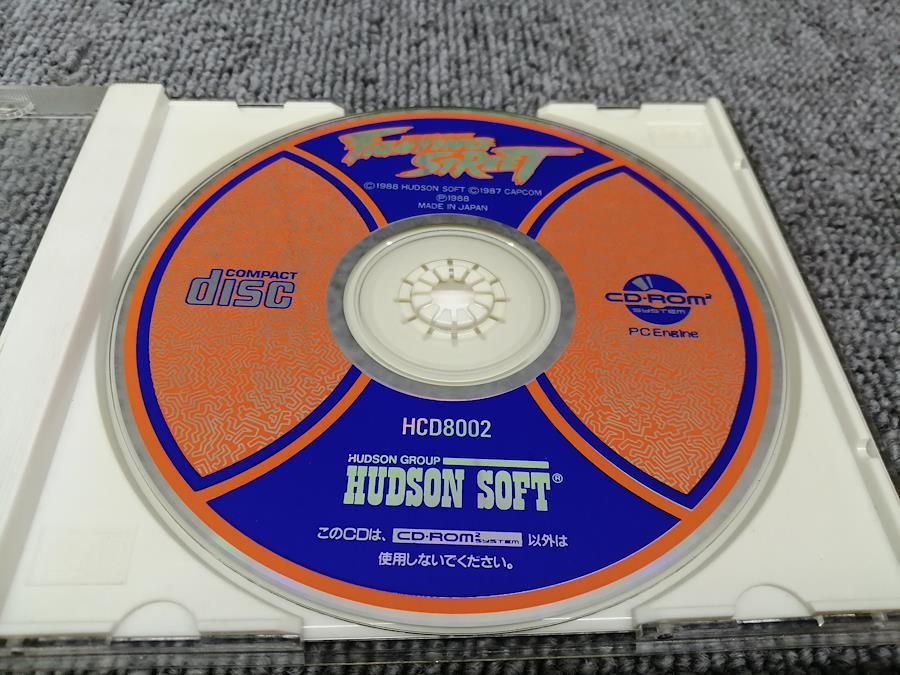 FIGHTING
STREET
©1988 HUDSON SOFT ©1987 CAPCOM
℗1988
MADE IN JAPAN
COMPACT
disc
CD-ROM²
SYSTEM
PC Engine
HCD8002
HUDSON GROUP
HUDSON SOFT®
このCDは、CD-ROM² SYSTEM 以外は
使用しないでください。